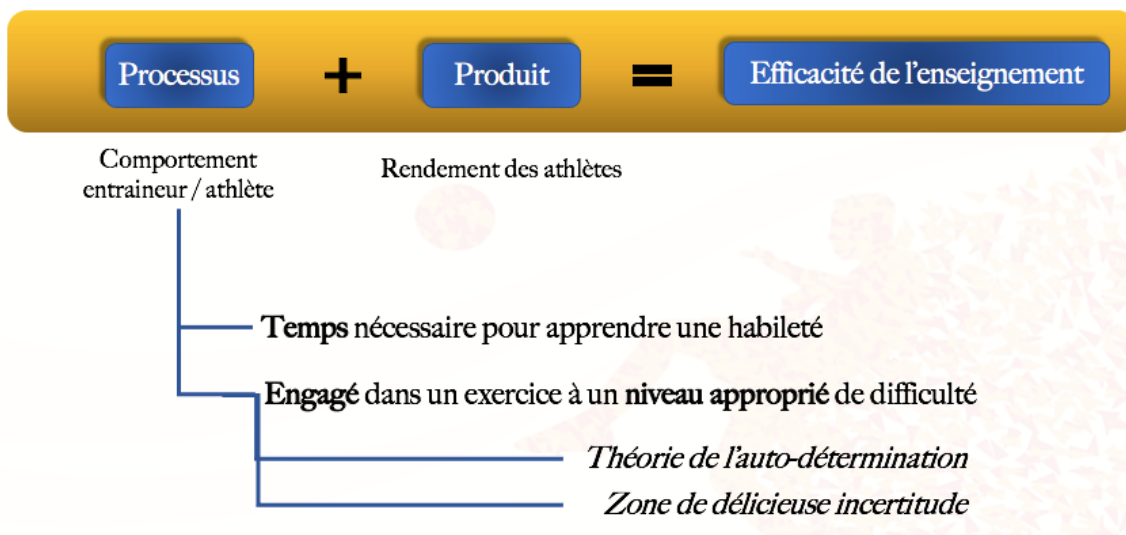 Processus + Produit = Efficacité de l'enseignement
Comportement
entraineur / athlète
Rendement des athlètes
Temps nécessaire pour apprendre une habileté
Engagé dans un exercice à un niveau approprié de difficulté
Théorie de l'auto-détermination
Zone de délicieuse incertitude